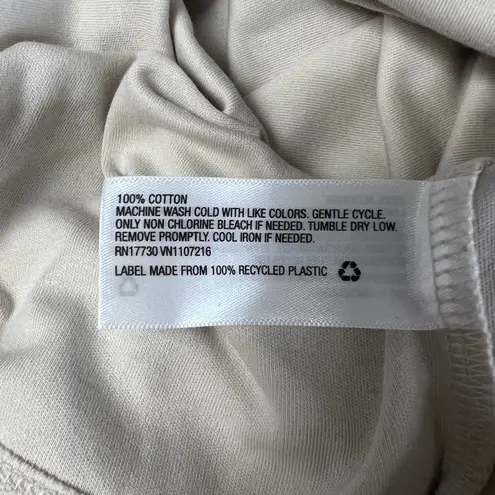 100% COTTON
MACHINE WASH COLD WITH LIKE COLORS. GENTLE CYCLE.
ONLY NON CHLORINE BLEACH IF NEEDED. TUMBLE DRY LOW.
REMOVE PROMPTLY. COOL IRON IF NEEDED.
RN17730 VN1107216
LABEL MADE FROM 100% RECYCLED PLASTIC